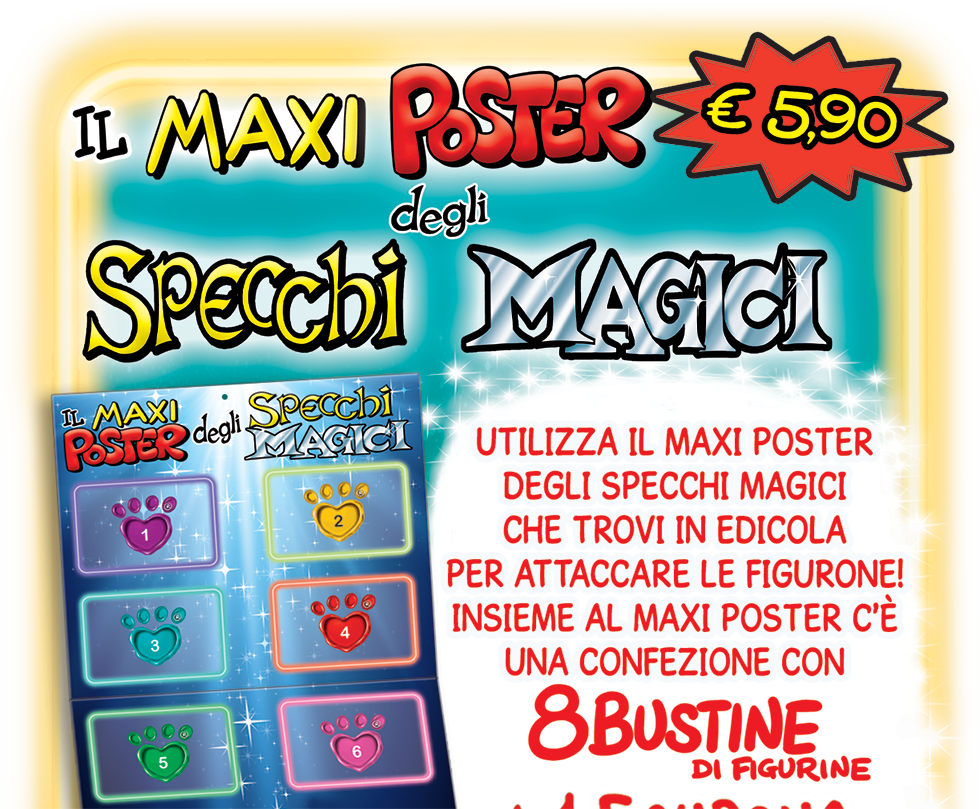 IL MAXI POSTER
€ 5,90
degli
SPECCHI MAGICI
IL MAXI POSTER degli SPECCHI MAGICI
1
2
3
4
5
6
UTILIZZA IL MAXI POSTER
DEGLI SPECCHI MAGICI
CHE TROVI IN EDICOLA
PER ATTACCARE LE FIGURONE!
INSIEME AL MAXI POSTER C'È
UNA CONFEZIONE CON
8 BUSTINE
DI FIGURINE